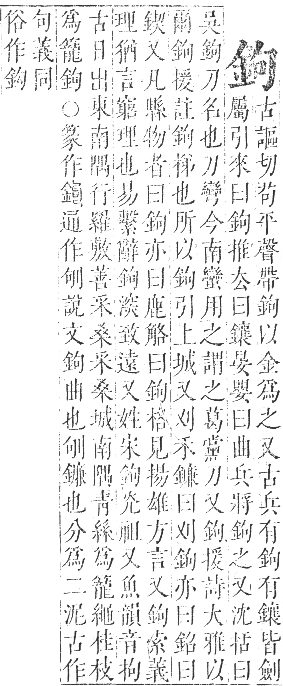 鉤
古謳切苟平聲帶鉤以金爲之又古兵有鉤有鑲皆劍
屬引來曰鉤推去曰鑲晏嬰曰曲兵將鉤之又沈括曰
吳鉤刀名也刀彎今南蠻用之謂之葛黨刀又鉤援詩大雅以
爾鉤援註鉤梯也所以鉤引上城又刈禾鐮曰刈鉤亦曰鉊曰
鍥又凡縣物者曰鉤亦曰鹿觡曰鉤格見揚雄方言又鉤索義
理猶言窮理也易繫辭鉤深致遠又姓宋鉤光祖又魚韻音拘
古日出東南隅行羅敷善采桑采桑城南隅青絲爲籠繩桂枝
爲籠鉤○篆作通作說文鉤曲也鐮也分爲二泥古作
句義同
俗作鈎